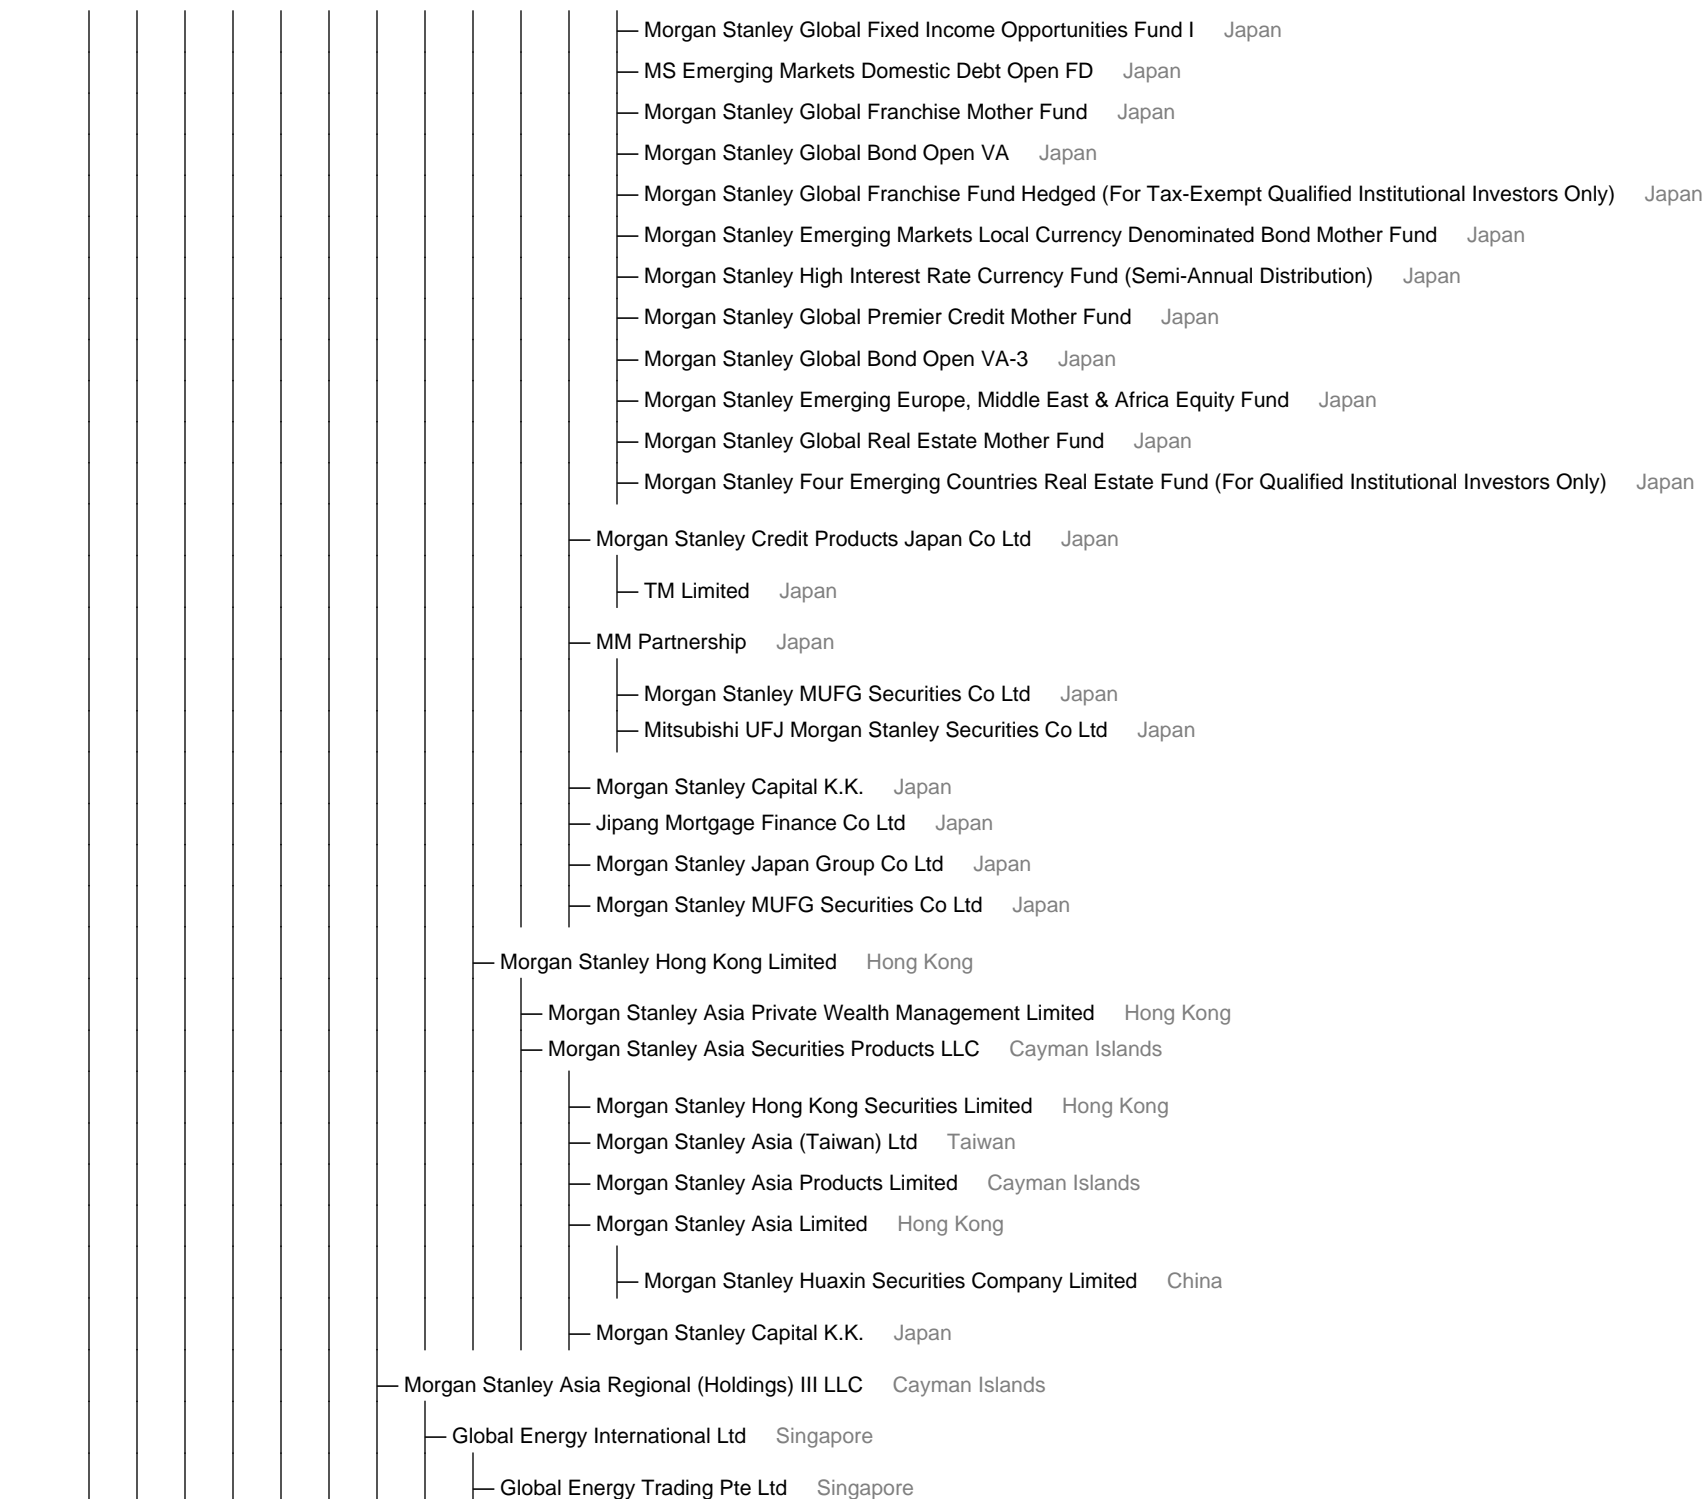 Morgan Stanley Global Fixed Income Opportunities Fund I Japan
MS Emerging Markets Domestic Debt Open FD Japan
Morgan Stanley Global Franchise Mother Fund Japan
Morgan Stanley Global Bond Open VA Japan
Morgan Stanley Global Franchise Fund Hedged (For Tax-Exempt Qualified Institutional Investors Only) Japan
Morgan Stanley Emerging Markets Local Currency Denominated Bond Mother Fund Japan
Morgan Stanley High Interest Rate Currency Fund (Semi-Annual Distribution) Japan
Morgan Stanley Global Premier Credit Mother Fund Japan
Morgan Stanley Global Bond Open VA-3 Japan
Morgan Stanley Emerging Europe, Middle East & Africa Equity Fund Japan
Morgan Stanley Global Real Estate Mother Fund Japan
Morgan Stanley Four Emerging Countries Real Estate Fund (For Qualified Institutional Investors Only) Japan
Morgan Stanley Credit Products Japan Co Ltd Japan
TM Limited Japan
MM Partnership Japan
Morgan Stanley MUFG Securities Co Ltd Japan
Mitsubishi UFJ Morgan Stanley Securities Co Ltd Japan
Morgan Stanley Capital K.K. Japan
Jipang Mortgage Finance Co Ltd Japan
Morgan Stanley Japan Group Co Ltd Japan
Morgan Stanley MUFG Securities Co Ltd Japan
Morgan Stanley Hong Kong Limited Hong Kong
Morgan Stanley Asia Private Wealth Management Limited Hong Kong
Morgan Stanley Asia Securities Products LLC Cayman Islands
Morgan Stanley Hong Kong Securities Limited Hong Kong
Morgan Stanley Asia (Taiwan) Ltd Taiwan
Morgan Stanley Asia Products Limited Cayman Islands
Morgan Stanley Asia Limited Hong Kong
Morgan Stanley Huaxin Securities Company Limited China
Morgan Stanley Capital K.K. Japan
Morgan Stanley Asia Regional (Holdings) III LLC Cayman Islands
Global Energy International Ltd Singapore
Global Energy Trading Pte Ltd Singapore